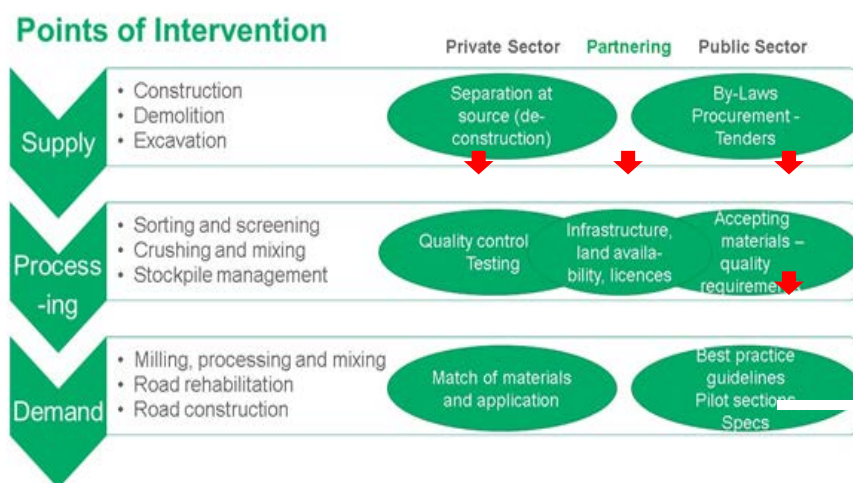 Points of Intervention
Private Sector Partnering Public Sector
Supply
• Construction
• Demolition
• Excavation
Separation at
source (de-
construction)
By-Laws
Procurement -
Tenders
Process
-ing
• Sorting and screening
• Crushing and mixing
• Stockpile management
Quality control
Testing
Infrastructure,
land availa-
bility, licences
Accepting
materials –
quality
requirements
Demand
• Milling, processing and mixing
• Road rehabilitation
• Road construction
Match of materials
and application
Best practice
guidelines
Pilot sections
Specs